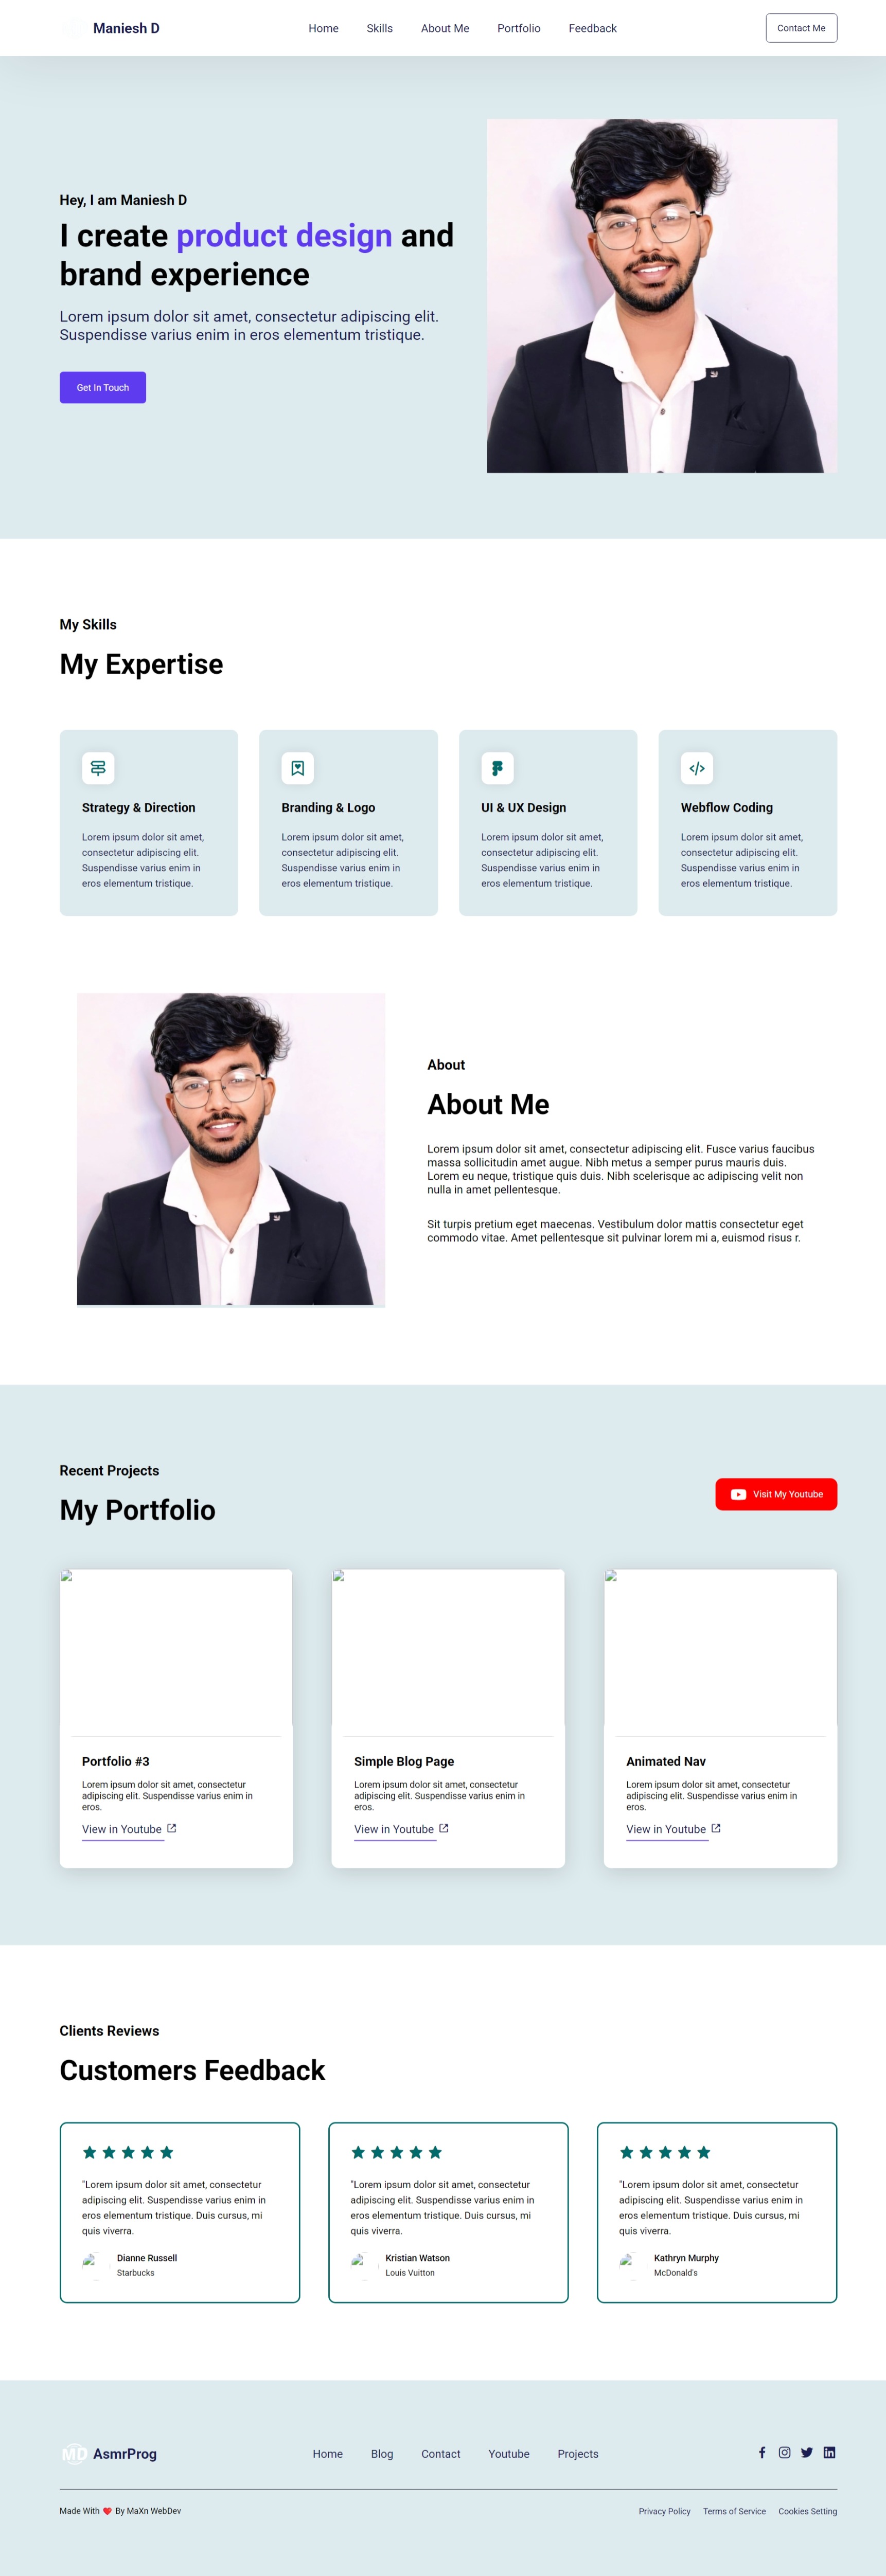 Maniesh D
Home Skills About Me Portfolio Feedback
Contact Me
Hey, I am Maniesh D
I create product design and
brand experience
Lorem ipsum dolor sit amet, consectetur adipiscing elit.
Suspendisse varius enim in eros elementum tristique.
Get In Touch
My Skills
My Expertise
Strategy & Direction
Lorem ipsum dolor sit amet,
consectetur adipiscing elit.
Suspendisse varius enim in
eros elementum tristique.
Branding & Logo
Lorem ipsum dolor sit amet,
consectetur adipiscing elit.
Suspendisse varius enim in
eros elementum tristique.
UI & UX Design
Lorem ipsum dolor sit amet,
consectetur adipiscing elit.
Suspendisse varius enim in
eros elementum tristique.
Webflow Coding
Lorem ipsum dolor sit amet,
consectetur adipiscing elit.
Suspendisse varius enim in
eros elementum tristique.
About
About Me
Lorem ipsum dolor sit amet, consectetur adipiscing elit. Fusce varius faucibus
massa sollicitudin amet augue. Nibh metus a semper purus mauris duis.
Lorem eu neque, tristique quis duis. Nibh scelerisque ac adipiscing velit non
nulla in amet pellentesque.
Sit turpis pretium eget maecenas. Vestibulum dolor mattis consectetur eget
commodo vitae. Amet pellentesque sit pulvinar lorem mi a, euismod risus r.
Recent Projects
My Portfolio
Visit My Youtube
Portfolio #3
Lorem ipsum dolor sit amet, consectetur
adipiscing elit. Suspendisse varius enim in
eros.
View in Youtube
Simple Blog Page
Lorem ipsum dolor sit amet, consectetur
adipiscing elit. Suspendisse varius enim in
eros.
View in Youtube
Animated Nav
Lorem ipsum dolor sit amet, consectetur
adipiscing elit. Suspendisse varius enim in
eros.
View in Youtube
Clients Reviews
Customers Feedback
"Lorem ipsum dolor sit amet, consectetur
adipiscing elit. Suspendisse varius enim in
eros elementum tristique. Duis cursus, mi
quis viverra.
Dianne Russell
Starbucks
"Lorem ipsum dolor sit amet, consectetur
adipiscing elit. Suspendisse varius enim in
eros elementum tristique. Duis cursus, mi
quis viverra.
Kristian Watson
Louis Vuitton
"Lorem ipsum dolor sit amet, consectetur
adipiscing elit. Suspendisse varius enim in
eros elementum tristique. Duis cursus, mi
quis viverra.
Kathryn Murphy
McDonald's
MD AsmrProg
Home Blog Contact Youtube Projects
Made With ❤️ By MaXn WebDev
Privacy Policy Terms of Service Cookies Setting